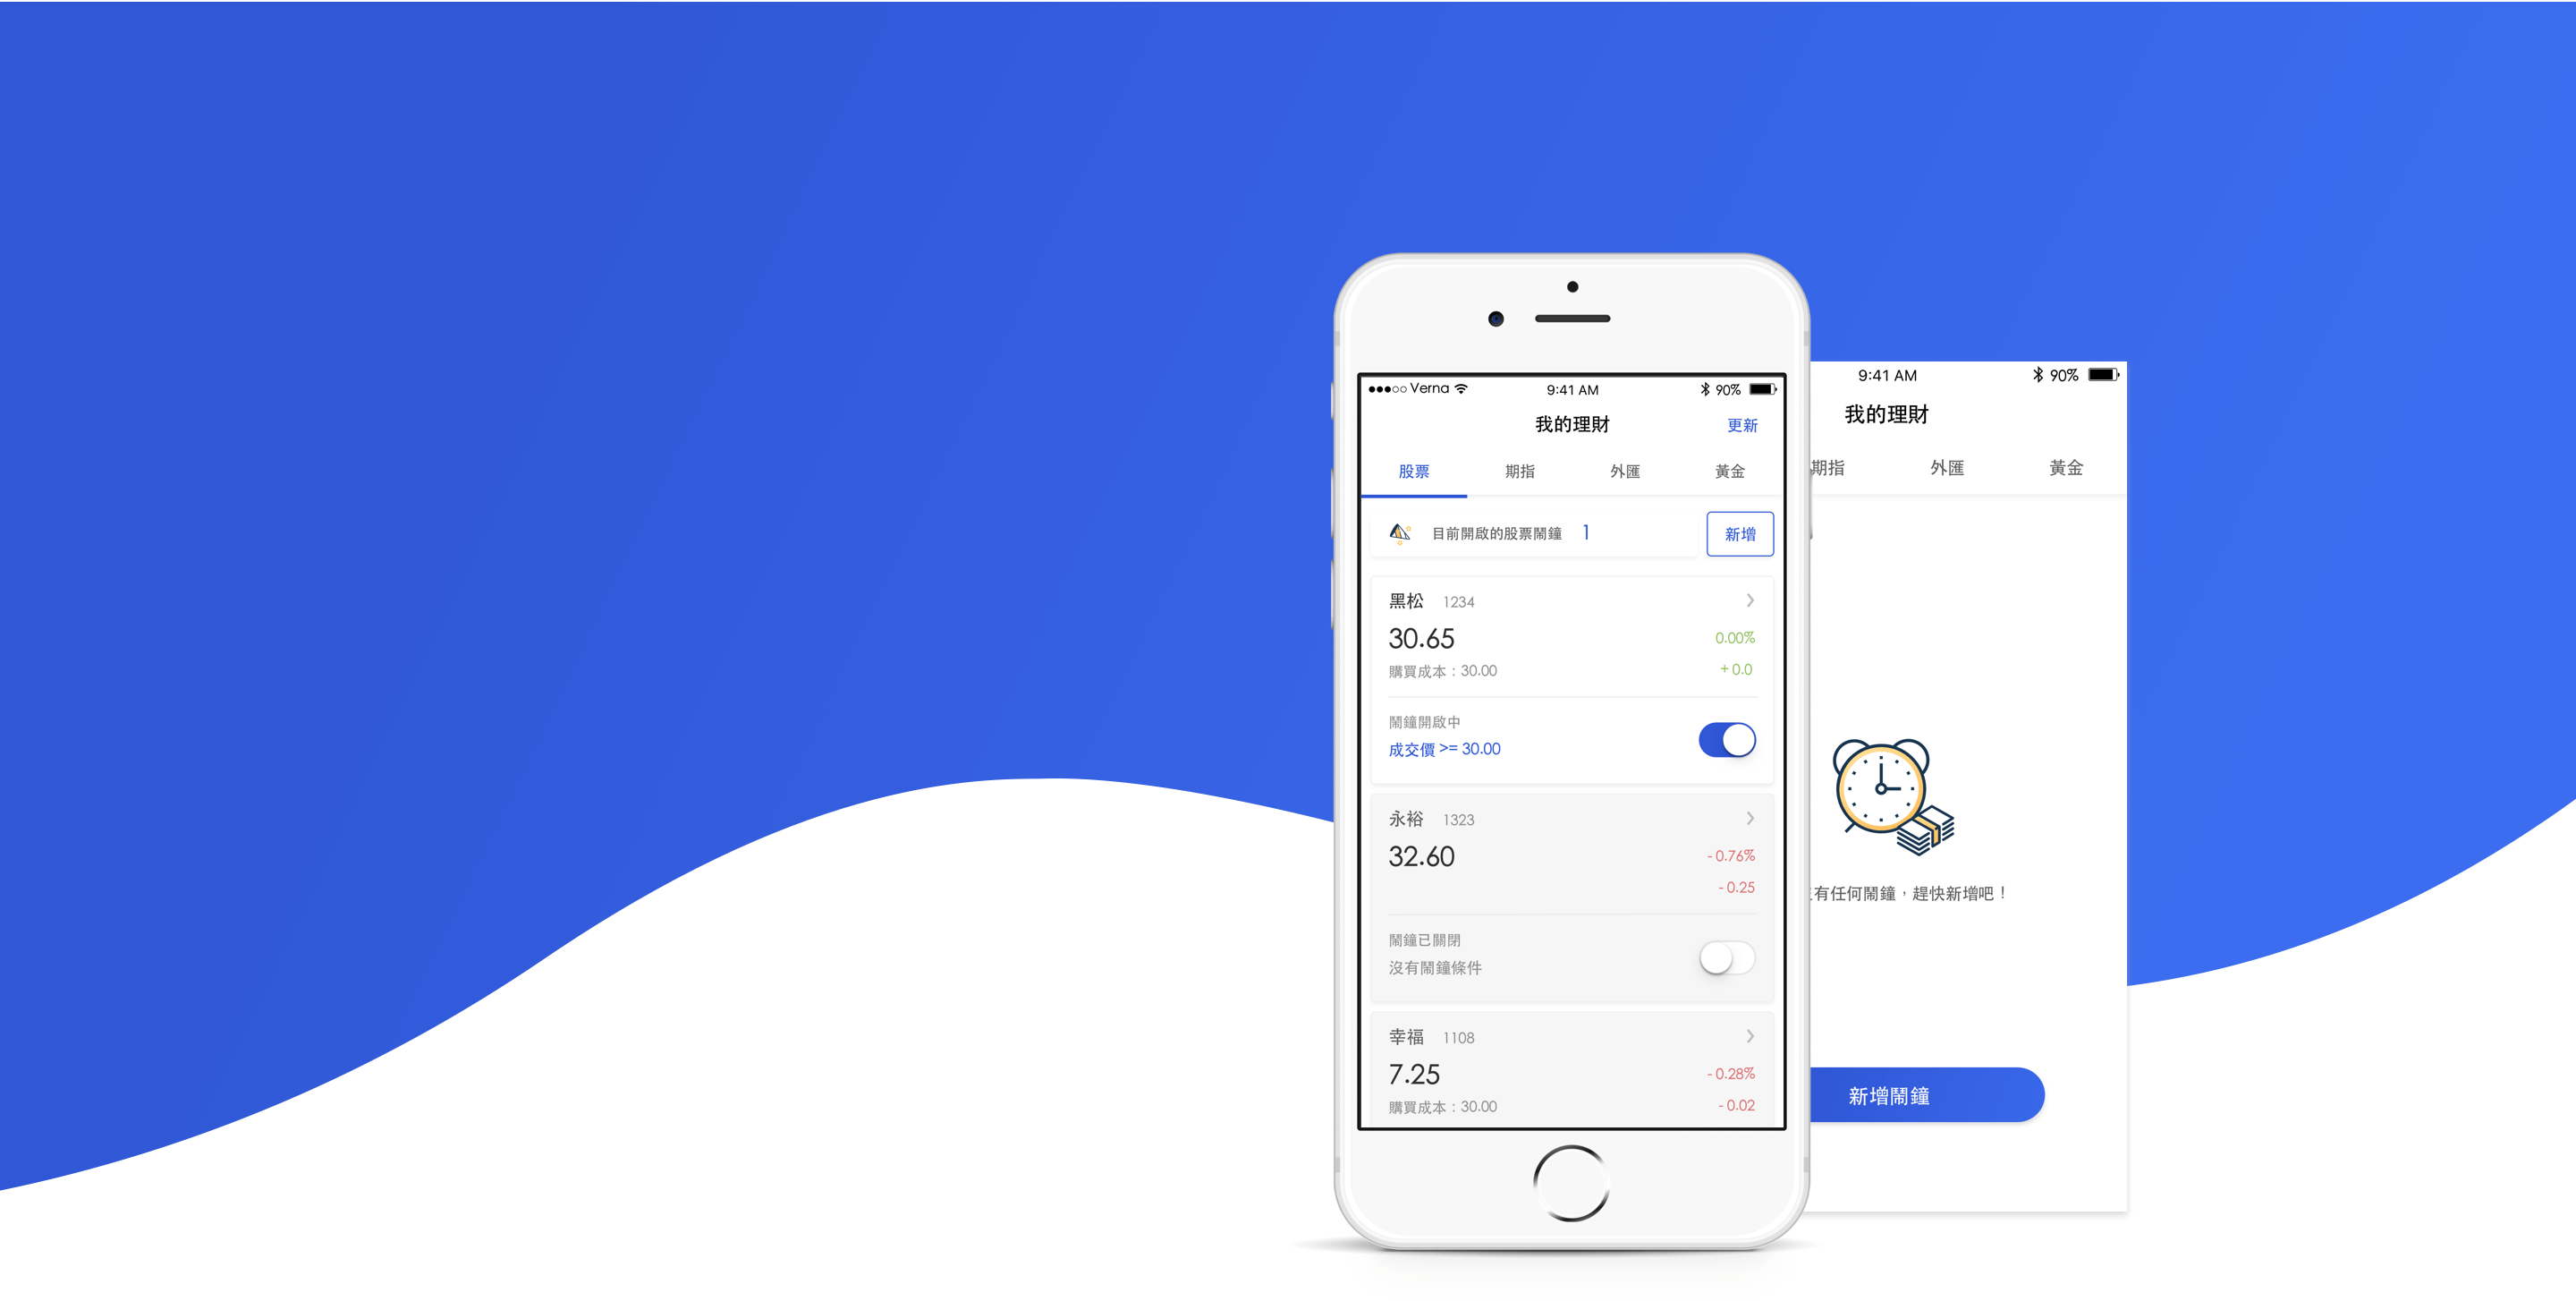 Verna 9:41 AM 90%
我的理財 更新
股票 期指 外匯 黃金
目前開啟的股票鬧鐘 1 新增
黑松 1234
30.65 0.00%
購買成本：30.00 + 0.0
鬧鐘開啟中
成交價 >= 30.00
永裕 1323
32.60 - 0.76%
- 0.25
鬧鐘已關閉
沒有鬧鐘條件
幸福 1108
7.25 - 0.28%
購買成本：30.00 - 0.02
9:41 AM 90%
我的理財
期指 外匯 黃金
有任何鬧鐘，趕快新增吧！
新增鬧鐘